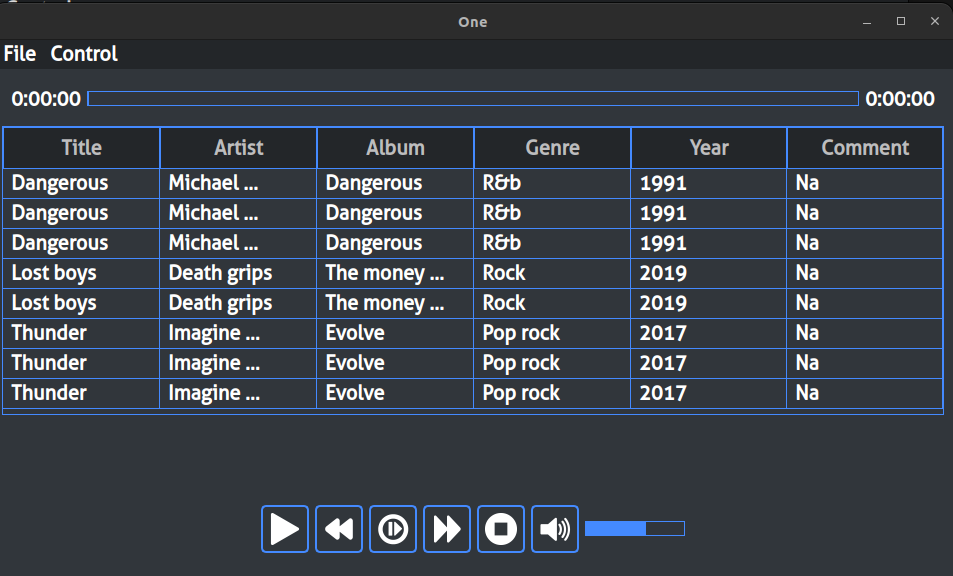 One
File Control
0:00:00 0:00:00
Title Artist Album Genre Year Comment
Dangerous Michael ... Dangerous R&b 1991 Na
Dangerous Michael ... Dangerous R&b 1991 Na
Dangerous Michael ... Dangerous R&b 1991 Na
Lost boys Death grips The money ... Rock 2019 Na
Lost boys Death grips The money ... Rock 2019 Na
Thunder Imagine ... Evolve Pop rock 2017 Na
Thunder Imagine ... Evolve Pop rock 2017 Na
Thunder Imagine ... Evolve Pop rock 2017 Na